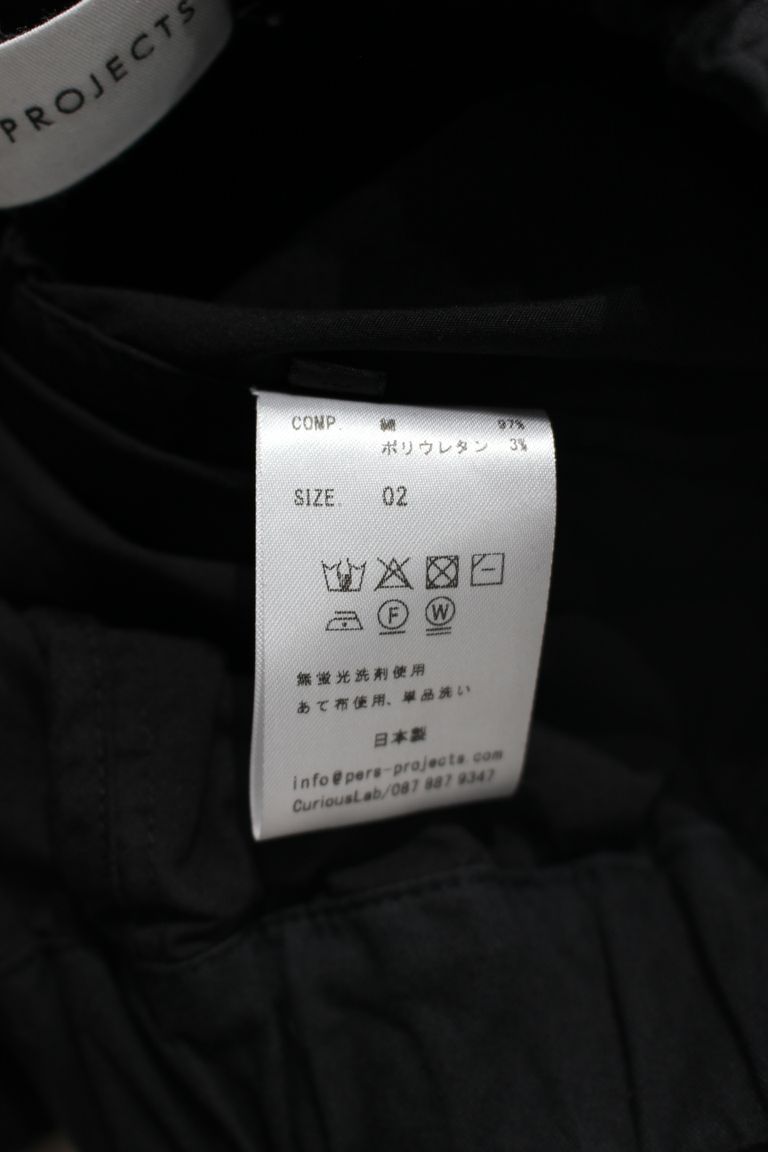 PROJECTS
COMP. 綿 97%
ポリウレタン 3%
SIZE. 02
F W
無蛍光洗剤使用
あて布使用、単品洗い
日本製
info@pers-projects.com
CuriousLab/087 887 9347